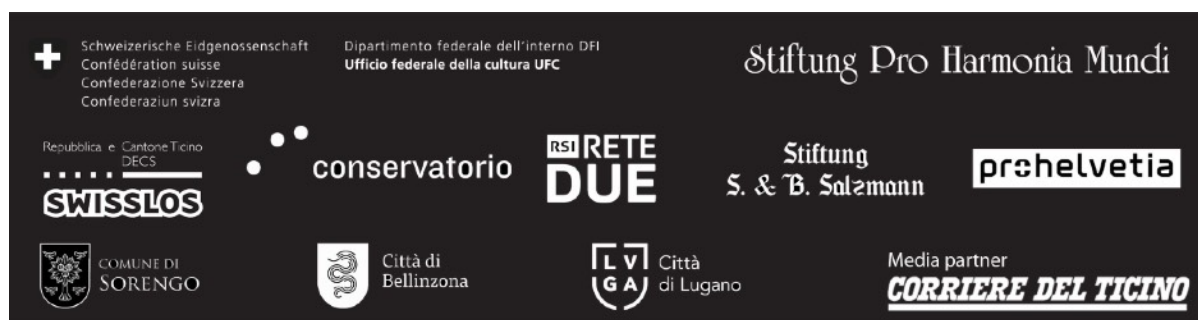 Schweizerische Eidgenossenschaft
Confédération suisse
Confederazione Svizzera
Confederaziun svizra
Dipartimento federale dell'interno DFI
Ufficio federale della cultura UFC
Stiftung Pro Harmonia Mundi
Repubblica e Cantone Ticino
DECS
SWISSLOS
conservatorio
RSI RETE
DUE
Stiftung
S. & B. Salzmann
prohelvetia
COMUNE DI
SORENGO
Città di
Bellinzona
LV
GA
Città
di Lugano
Media partner
CORRIERE DEL TICINO